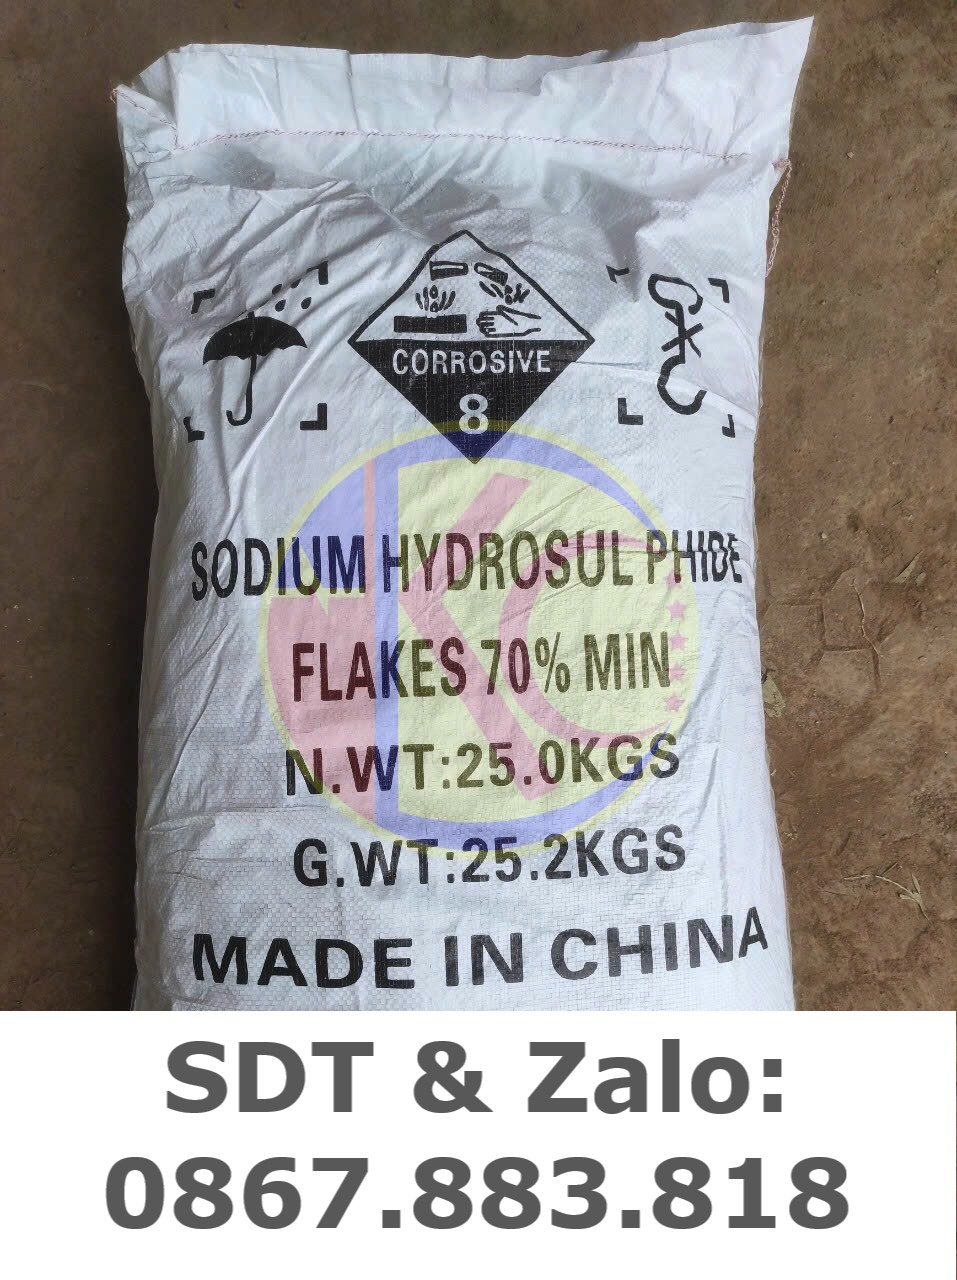 CORROSIVE
8
SODIUM HYDROSUL PHIDE
FLAKES 70% MIN
N.WT:25.0KGS
G.WT:25.2KGS
MADE IN CHINA
KC
SDT & Zalo:
0867.883.818